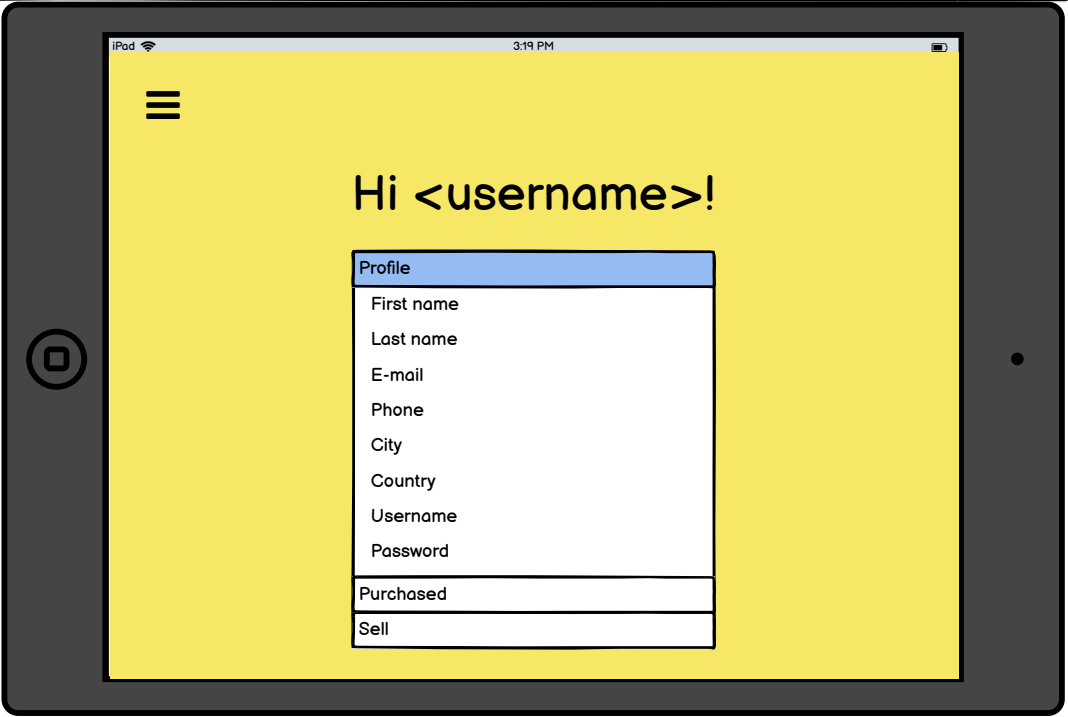 iPad 3:19 PM
Hi <username>!
Profile
First name
Last name
E-mail
Phone
City
Country
Username
Password
Purchased
Sell